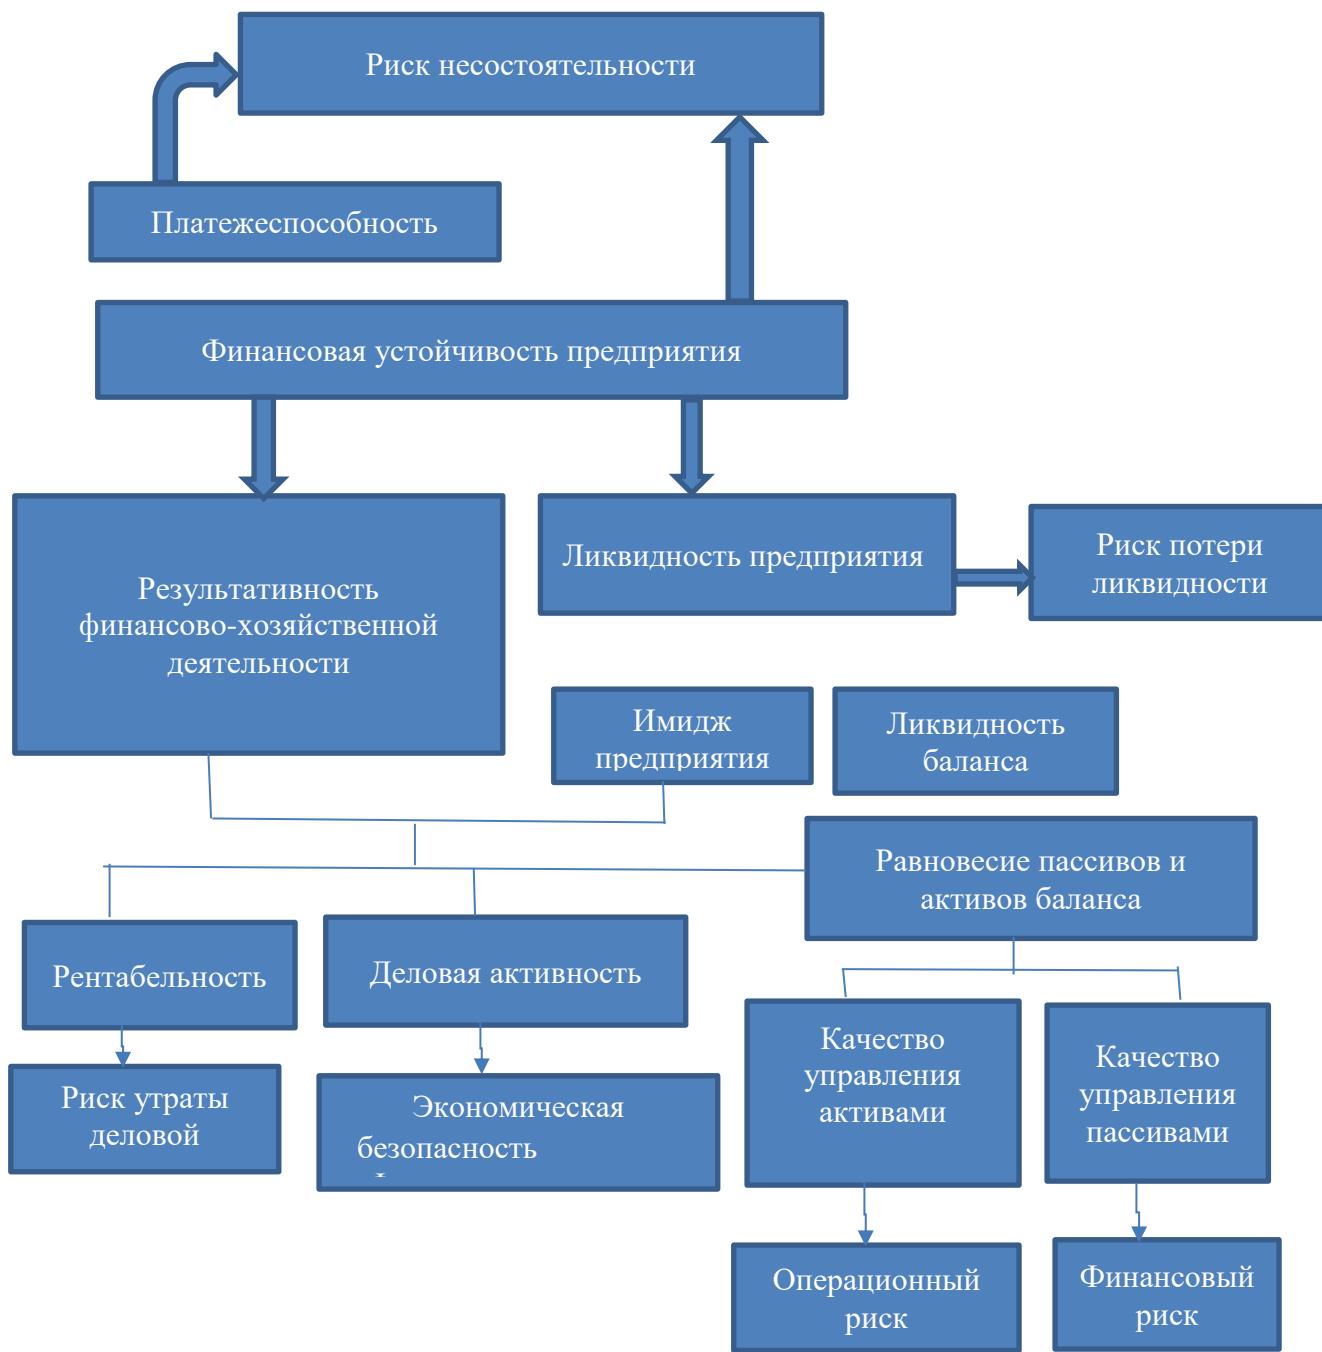 Риск несостоятельности
Платежеспособность
Финансовая устойчивость предприятия
Результативность
финансово-хозяйственной
деятельности
Ликвидность предприятия
Риск потери
ликвидности
Имидж
предприятия
Ликвидность
баланса
Равновесие пассивов и
активов баланса
Рентабельность
Деловая активность
Качество
управления
активами
Качество
управления
пассивами
Риск утраты
деловой
Экономическая
безопасность
Операционный
риск
Финансовый
риск